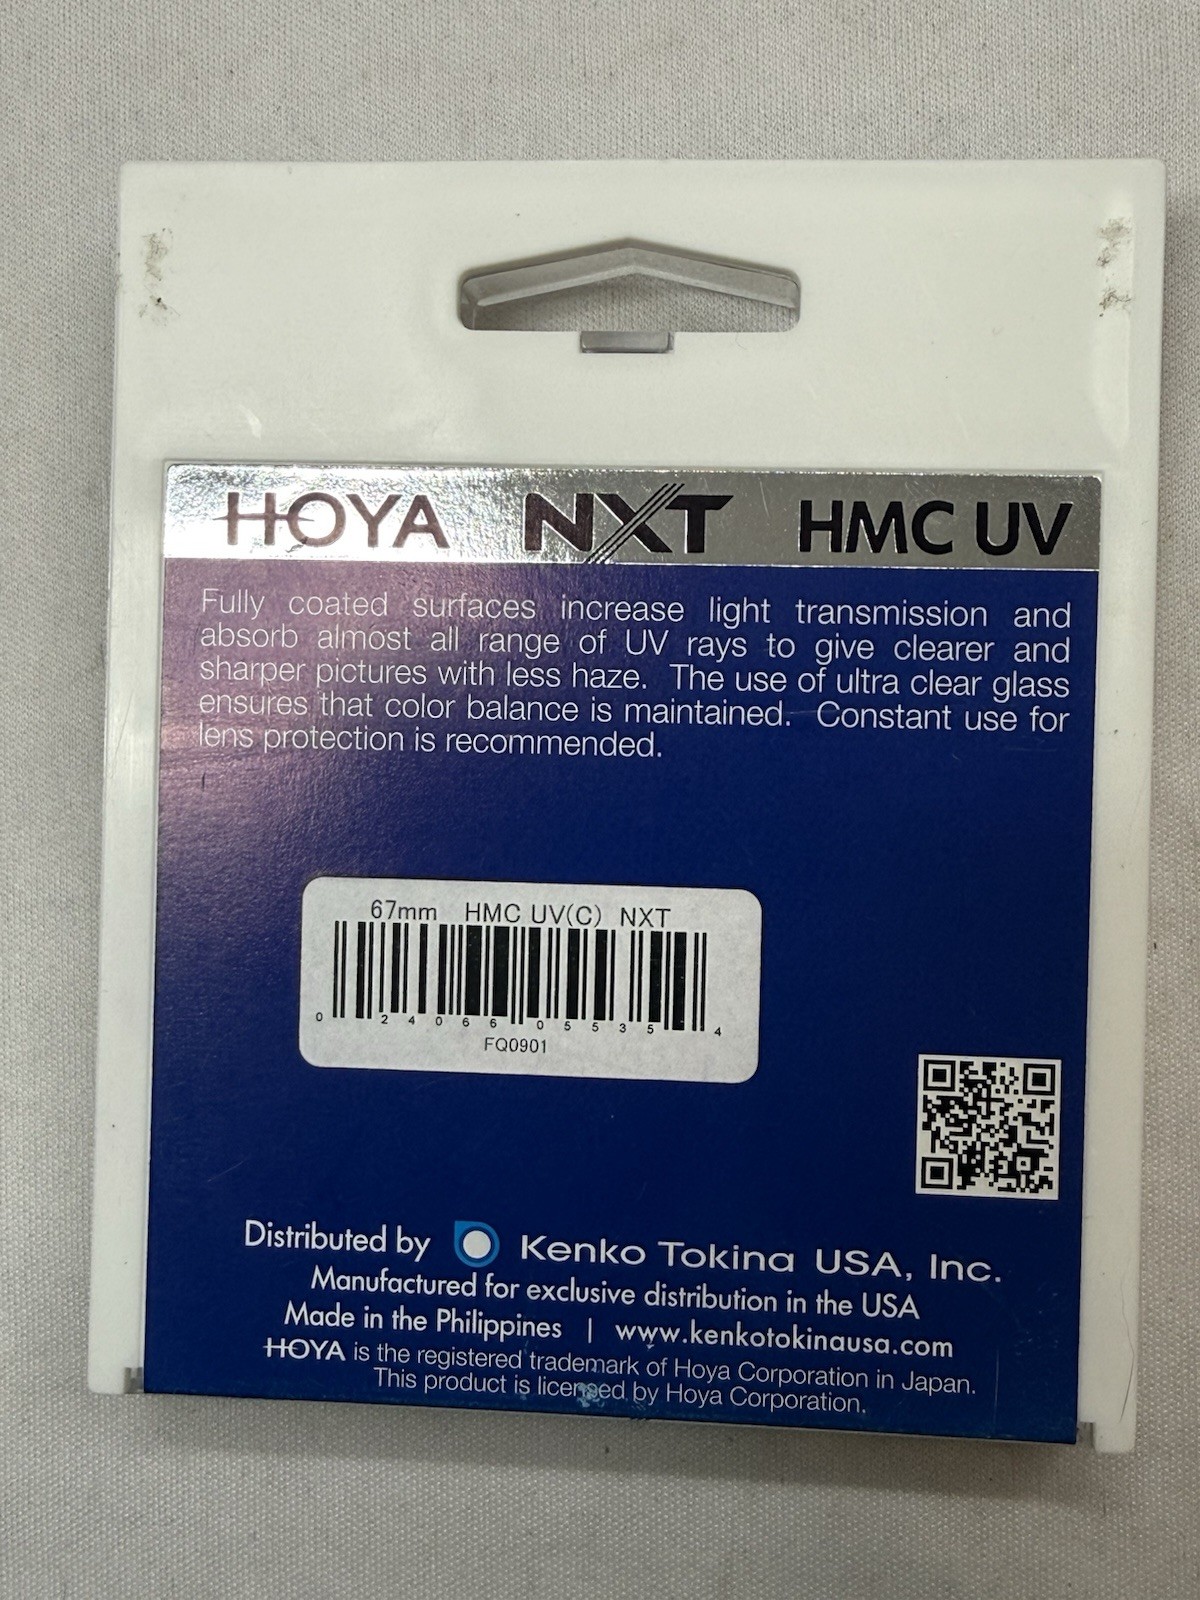 HOYA NXT HMC UV
Fully coated surfaces increase light transmission and
absorb almost all range of UV rays to give clearer and
sharper pictures with less haze. The use of ultra clear glass
ensures that color balance is maintained. Constant use for
lens protection is recommended.
67mm HMC UV(C) NXT
0 24066 05535 4
FQ0901
Distributed by Kenko Tokina USA, Inc.
Manufactured for exclusive distribution in the USA
Made in the Philippines | www.kenkotokinausa.com
HOYA is the registered trademark of Hoya Corporation in Japan.
This product is licensed by Hoya Corporation.